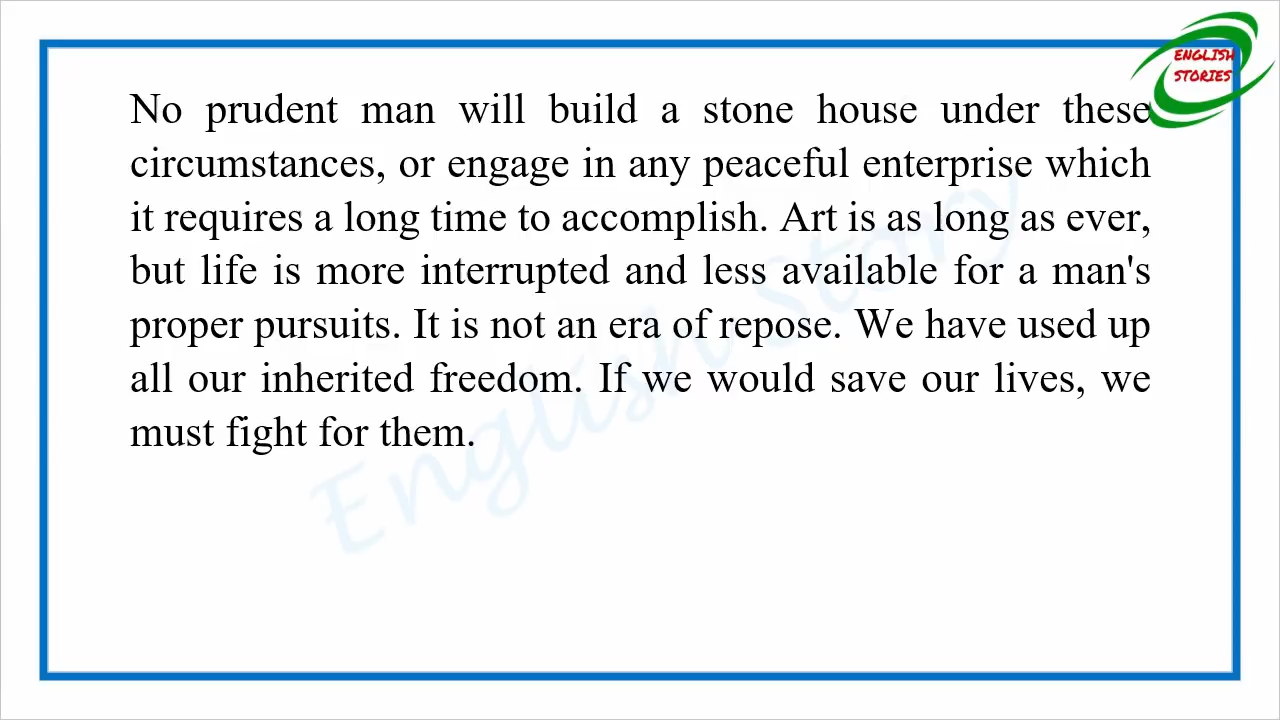 ENGLISH
STORIES
No prudent man will build a stone house under these
circumstances, or engage in any peaceful enterprise which
it requires a long time to accomplish. Art is as long as ever,
but life is more interrupted and less available for a man's
proper pursuits. It is not an era of repose. We have used up
all our inherited freedom. If we would save our lives, we
must fight for them.
English Story